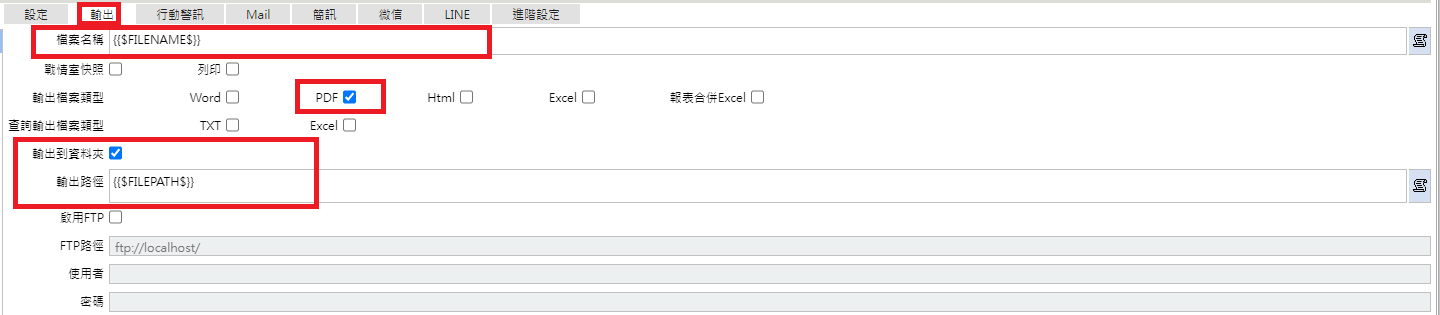 設定 輸出 行動警訊 Mail 簡訊 微信 LINE 進階設定
檔案名稱 {{$FILENAME$}}
戰情室快照 列印
輸出檔案類型 Word PDF Html Excel 報表合併Excel
查詢輸出檔案類型 TXT Excel
輸出到資料夾
輸出路徑 {{$FILEPATH$}}
啟用FTP
FTP路徑 ftp://localhost/
使用者
密碼